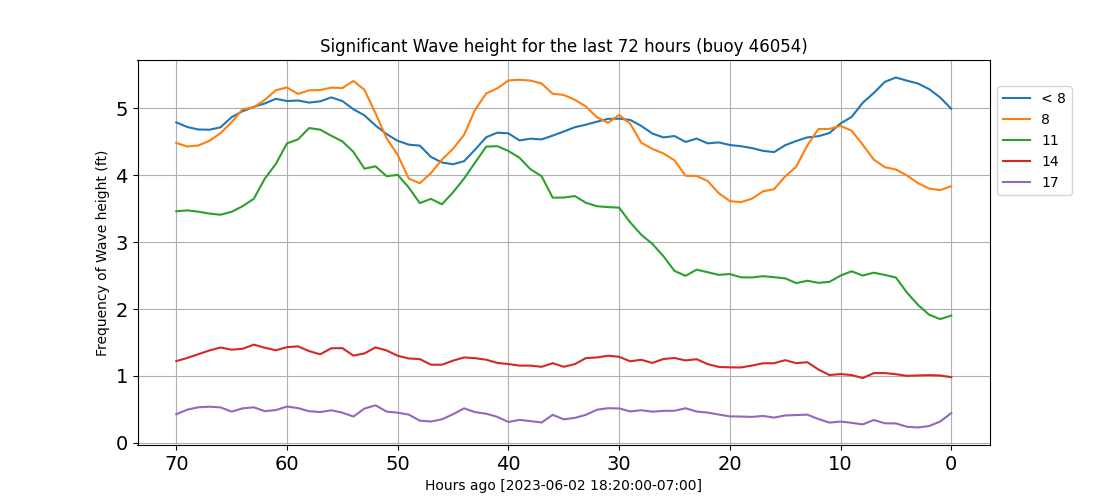 Significant Wave height for the last 72 hours (buoy 46054)
Frequency of Wave height (ft)
5
4
3
2
1
0
70 60 50 40 30 20 10 0
Hours ago [2023-06-02 18:20:00-07:00]
< 8
8
11
14
17